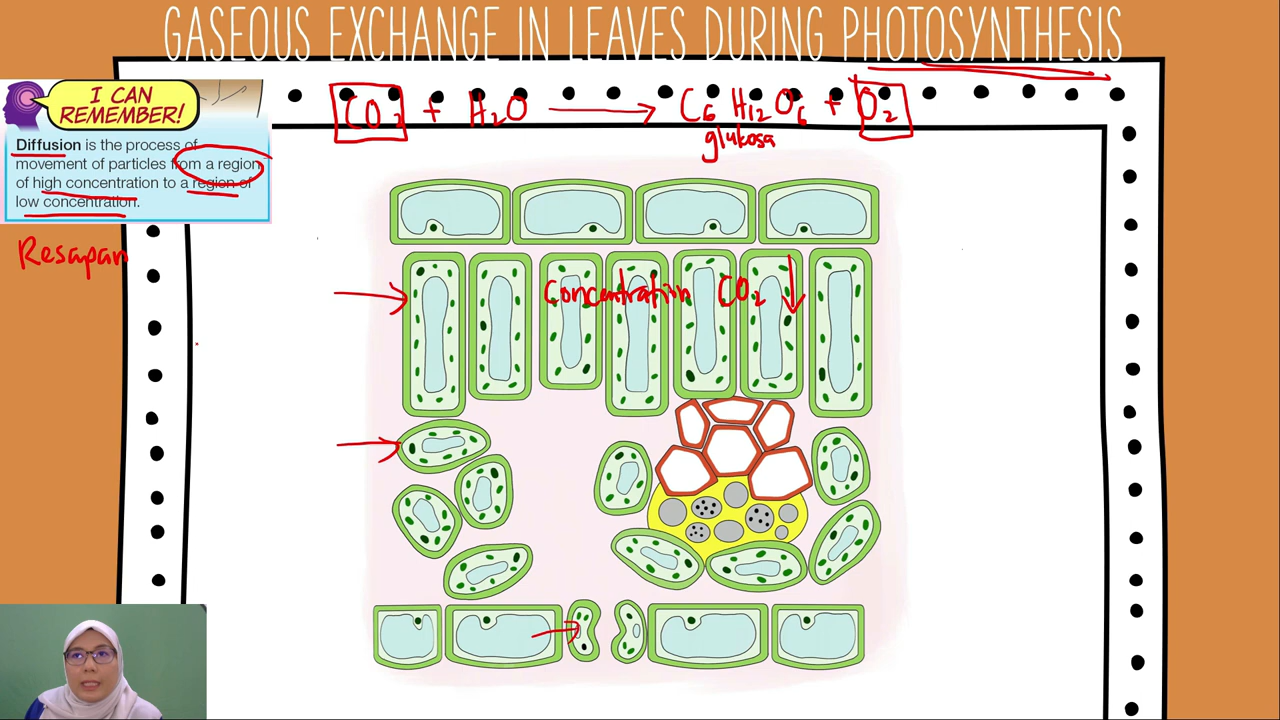 GASEOUS EXCHANGE IN LEAVES DURING PHOTOSYNTHESIS
I CAN
REMEMBER!
CO2 + H2O → C6H12O6 + O2
glukosa
Diffusion is the process of
movement of particles from a region
of high concentration to a region of
low concentration.
Resapan
Concentration CO2 ↓